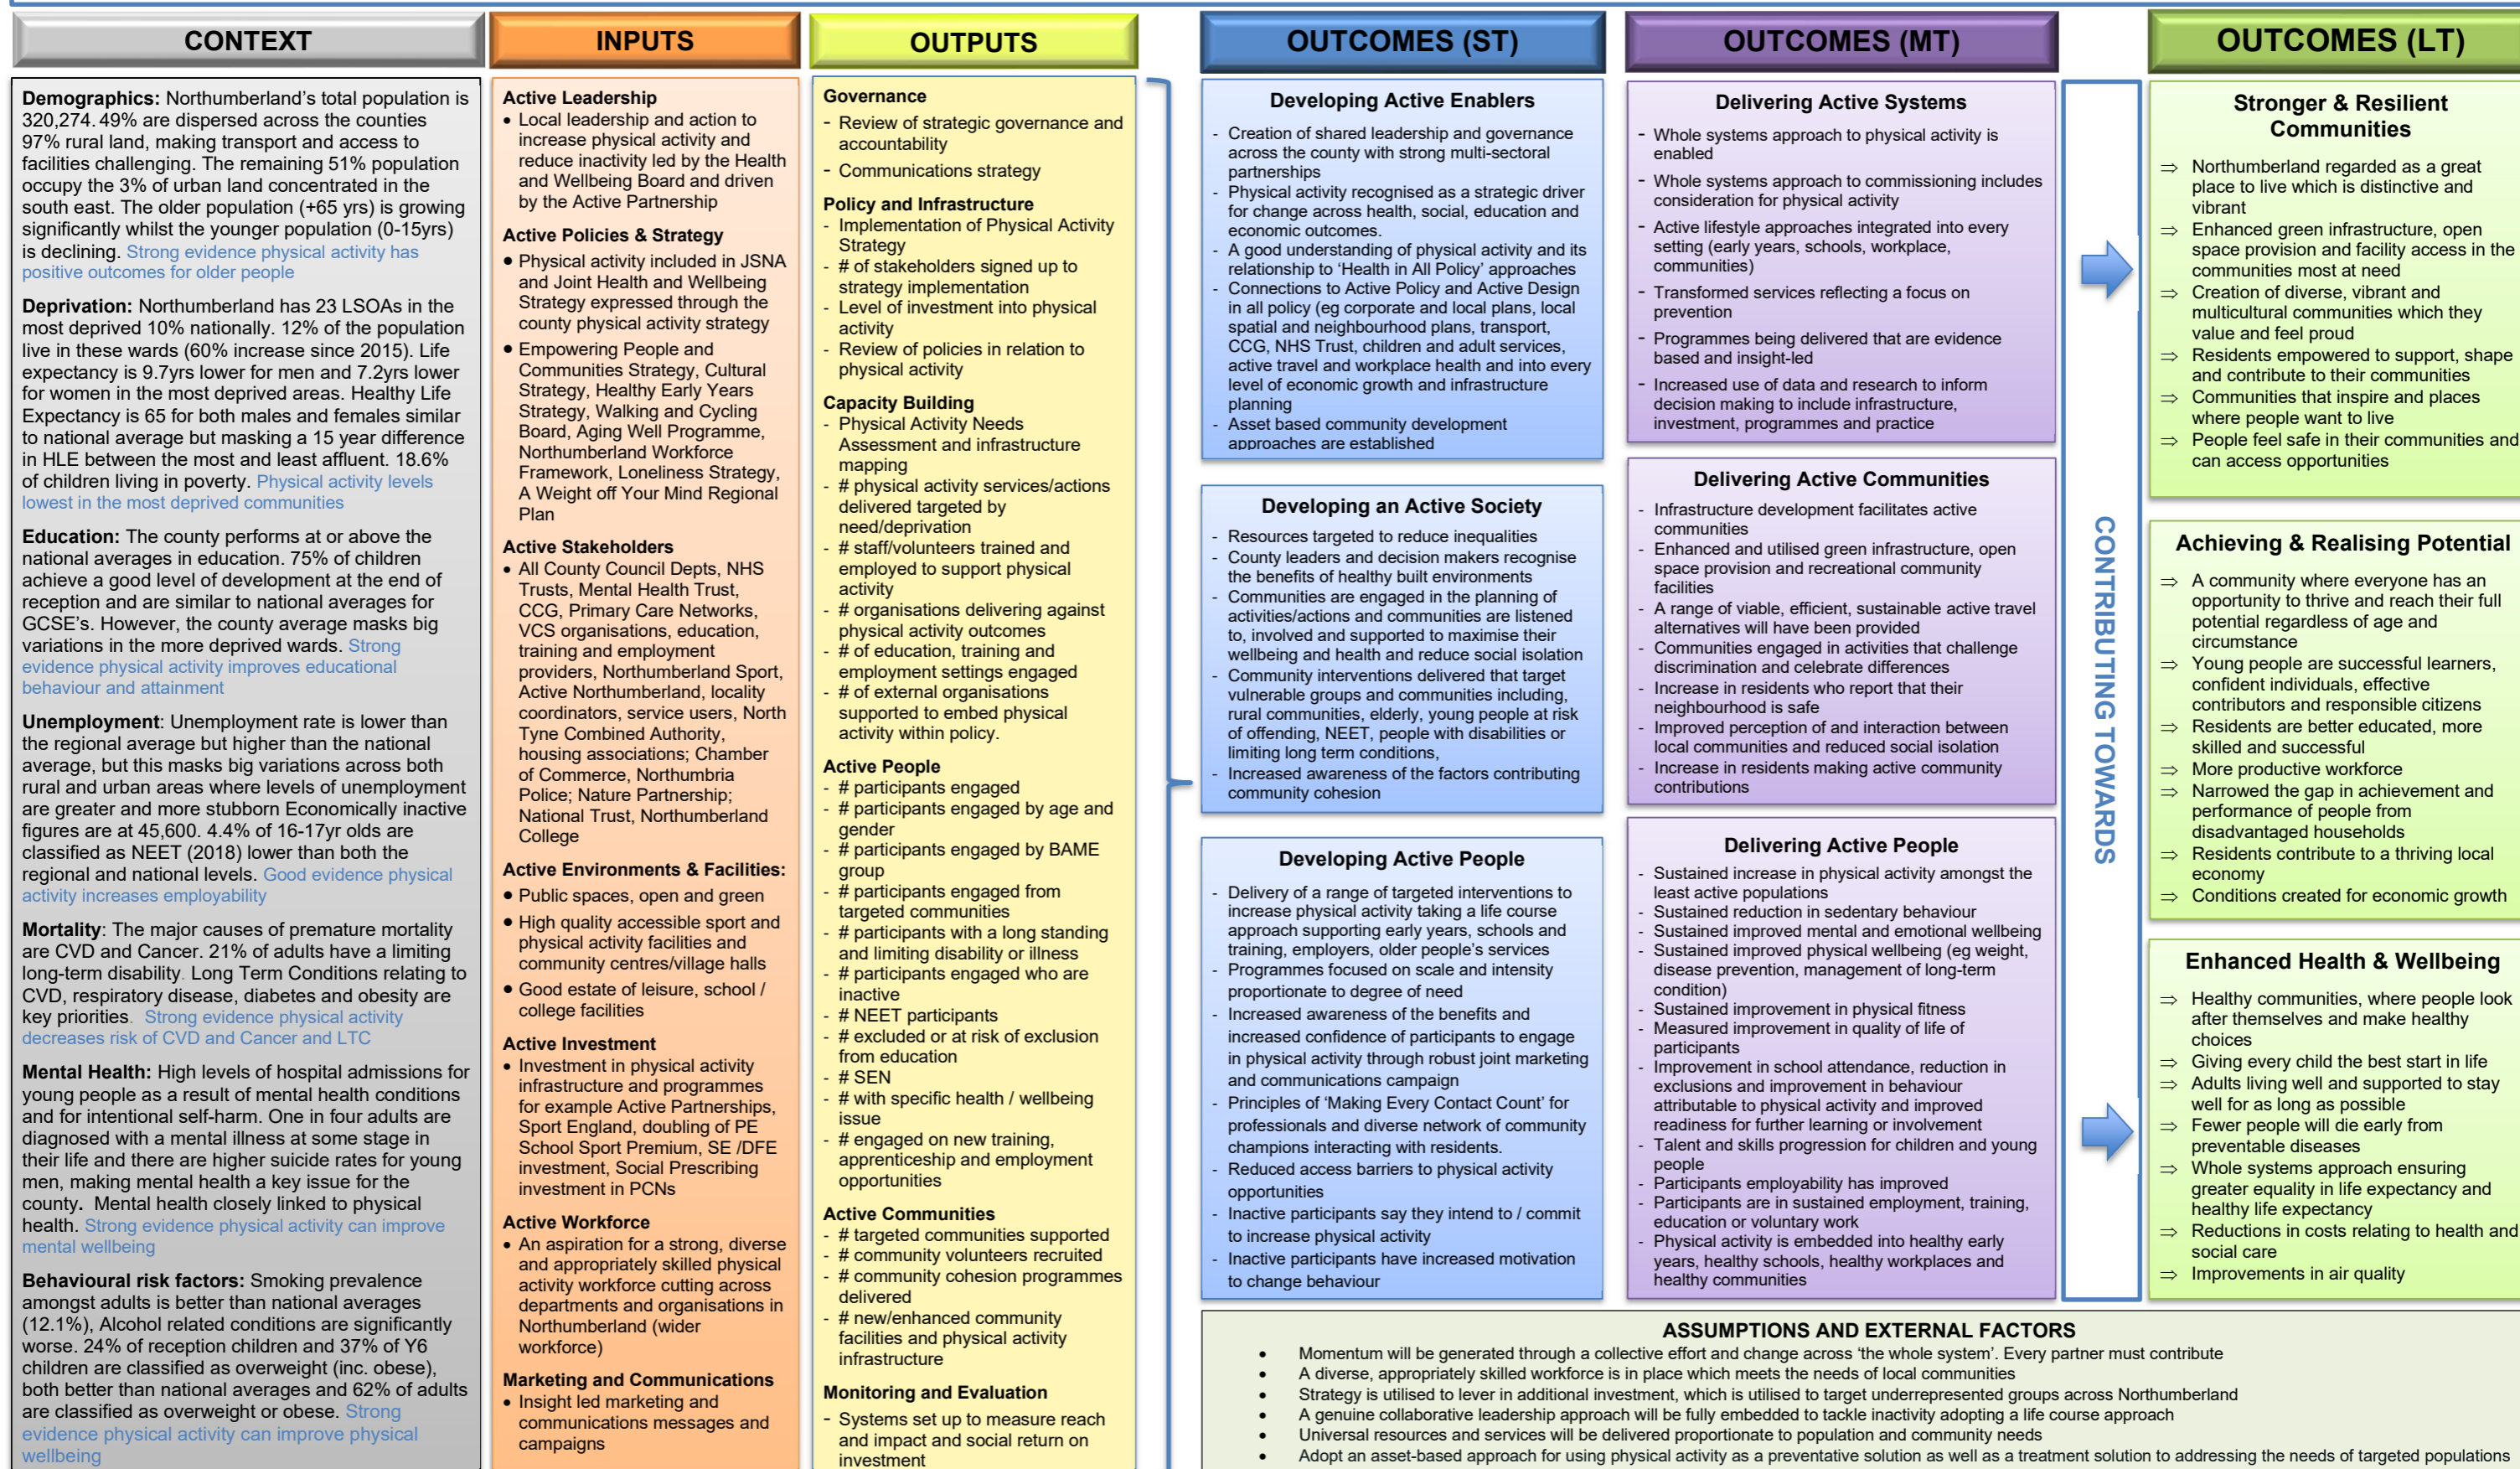 CONTEXT
Demographics: Northumberland's total population is
320,274. 49% are dispersed across the counties
97% rural land, making transport and access to
facilities challenging. The remaining 51% population
occupy the 3% of urban land concentrated in the
south east. The older population (+65 yrs) is growing
significantly whilst the younger population (0-15yrs)
is declining. Strong evidence physical activity has
positive outcomes for older people
Deprivation: Northumberland has 23 LSOAs in the
most deprived 10% nationally. 12% of the population
live in these wards (60% increase since 2015). Life
expectancy is 9.7yrs lower for men and 7.2yrs lower
for women in the most deprived areas. Healthy Life
Expectancy is 65 for both males and females similar
to national average but masking a 15 year difference
in HLE between the most and least affluent. 18.6%
of children living in poverty. Physical activity levels
lowest in the most deprived communities
Education: The county performs at or above the
national averages in education. 75% of children
achieve a good level of development at the end of
reception and are similar to national averages for
GCSE's. However, the county average masks big
variations in the more deprived wards. Strong
evidence physical activity improves educational
behaviour and attainment
Unemployment: Unemployment rate is lower than
the regional average but higher than the national
average, but this masks big variations across both
rural and urban areas where levels of unemployment
are greater and more stubborn Economically inactive
figures are at 45,600. 4.4% of 16-17yr olds are
classified as NEET (2018) lower than both the
regional and national levels. Good evidence physical
activity increases employability
Mortality: The major causes of premature mortality
are CVD and Cancer. 21% of adults have a limiting
long-term disability. Long Term Conditions relating to
CVD, respiratory disease, diabetes and obesity are
key priorities. Strong evidence physical activity
decreases risk of CVD and Cancer and LTC
Mental Health: High levels of hospital admissions for
young people as a result of mental health conditions
and for intentional self-harm. One in four adults are
diagnosed with a mental illness at some stage in
their life and there are higher suicide rates for young
men, making mental health a key issue for the
county. Mental health closely linked to physical
health. Strong evidence physical activity can improve
mental wellbeing
Behavioural risk factors: Smoking prevalence
amongst adults is better than national averages
(12.1%), Alcohol related conditions are significantly
worse. 24% of reception children and 37% of Y6
children are classified as overweight (inc. obese),
both better than national averages and 62% of adults
are classified as overweight or obese. Strong
evidence physical activity can improve physical
wellbeing
INPUTS
Active Leadership
• Local leadership and action to
increase physical activity and
reduce inactivity led by the Health
and Wellbeing Board and driven
by the Active Partnership
Active Policies & Strategy
• Physical activity included in JSNA
and Joint Health and Wellbeing
Strategy expressed through the
county physical activity strategy
• Empowering People and
Communities Strategy, Cultural
Strategy, Healthy Early Years
Strategy, Walking and Cycling
Board, Aging Well Programme,
Northumberland Workforce
Framework, Loneliness Strategy,
A Weight off Your Mind Regional
Plan
Active Stakeholders
• All County Council Depts, NHS
Trusts, Mental Health Trust,
CCG, Primary Care Networks,
VCS organisations, education,
training and employment
providers, Northumberland Sport,
Active Northumberland, locality
coordinators, service users, North
Tyne Combined Authority,
housing associations; Chamber
of Commerce, Northumbria
Police; Nature Partnership;
National Trust, Northumberland
College
Active Environments & Facilities:
• Public spaces, open and green
• High quality accessible sport and
physical activity facilities and
community centres/village halls
• Good estate of leisure, school /
college facilities
Active Investment
• Investment in physical activity
infrastructure and programmes
for example Active Partnerships,
Sport England, doubling of PE
School Sport Premium, SE /DFE
investment, Social Prescribing
investment in PCNs
Active Workforce
• An aspiration for a strong, diverse
and appropriately skilled physical
activity workforce cutting across
departments and organisations in
Northumberland (wider
workforce)
Marketing and Communications
• Insight led marketing and
communications messages and
campaigns
OUTPUTS
Governance
- Review of strategic governance and
accountability
- Communications strategy
Policy and Infrastructure
- Implementation of Physical Activity
Strategy
- # of stakeholders signed up to
strategy implementation
- Level of investment into physical
activity
- Review of policies in relation to
physical activity
Capacity Building
- Physical Activity Needs
Assessment and infrastructure
mapping
- # physical activity services/actions
delivered targeted by
need/deprivation
- # staff/volunteers trained and
employed to support physical
activity
- # organisations delivering against
physical activity outcomes
- # of education, training and
employment settings engaged
- # of external organisations
supported to embed physical
activity within policy.
Active People
- # participants engaged
- # participants engaged by age and
gender
- # participants engaged by BAME
group
- # participants engaged from
targeted communities
- # participants with a long standing
and limiting disability or illness
- # participants engaged who are
inactive
- # NEET participants
- # excluded or at risk of exclusion
from education
- # SEN
- # with specific health / wellbeing
issue
- # engaged on new training,
apprenticeship and employment
opportunities
Active Communities
- # targeted communities supported
- # community volunteers recruited
- # community cohesion programmes
delivered
- # new/enhanced community
facilities and physical activity
infrastructure
Monitoring and Evaluation
- Systems set up to measure reach
and impact and social return on
investment
OUTCOMES (ST)
Developing Active Enablers
- Creation of shared leadership and governance
across the county with strong multi-sectoral
partnerships
- Physical activity recognised as a strategic driver
for change across health, social, education and
economic outcomes.
- A good understanding of physical activity and its
relationship to 'Health in All Policy' approaches
- Connections to Active Policy and Active Design
in all policy (eg corporate and local plans, local
spatial and neighbourhood plans, transport,
CCG, NHS Trust, children and adult services,
active travel and workplace health and into every
level of economic growth and infrastructure
planning
- Asset based community development
approaches are established
Developing an Active Society
- Resources targeted to reduce inequalities
- County leaders and decision makers recognise
the benefits of healthy built environments
- Communities are engaged in the planning of
activities/actions and communities are listened
to, involved and supported to maximise their
wellbeing and health and reduce social isolation
- Community interventions delivered that target
vulnerable groups and communities including,
rural communities, elderly, young people at risk
of offending, NEET, people with disabilities or
limiting long term conditions,
- Increased awareness of the factors contributing
community cohesion
Developing Active People
- Delivery of a range of targeted interventions to
increase physical activity taking a life course
approach supporting early years, schools and
training, employers, older people's services
- Programmes focused on scale and intensity
proportionate to degree of need
- Increased awareness of the benefits and
increased confidence of participants to engage
in physical activity through robust joint marketing
and communications campaign
- Principles of 'Making Every Contact Count' for
professionals and diverse network of community
champions interacting with residents.
- Reduced access barriers to physical activity
opportunities
- Inactive participants say they intend to / commit
to increase physical activity
- Inactive participants have increased motivation
to change behaviour
OUTCOMES (MT)
Delivering Active Systems
- Whole systems approach to physical activity is
enabled
- Whole systems approach to commissioning includes
consideration for physical activity
- Active lifestyle approaches integrated into every
setting (early years, schools, workplace,
communities)
- Transformed services reflecting a focus on
prevention
- Programmes being delivered that are evidence
based and insight-led
- Increased use of data and research to inform
decision making to include infrastructure,
investment, programmes and practice
Delivering Active Communities
- Infrastructure development facilitates active
communities
- Enhanced and utilised green infrastructure, open
space provision and recreational community
facilities
- A range of viable, efficient, sustainable active travel
alternatives will have been provided
- Communities engaged in activities that challenge
discrimination and celebrate differences
- Increase in residents who report that their
neighbourhood is safe
- Improved perception of and interaction between
local communities and reduced social isolation
- Increase in residents making active community
contributions
Delivering Active People
- Sustained increase in physical activity amongst the
least active populations
- Sustained reduction in sedentary behaviour
- Sustained improved mental and emotional wellbeing
- Sustained improved physical wellbeing (eg weight,
disease prevention, management of long-term
condition)
- Sustained improvement in physical fitness
- Measured improvement in quality of life of
participants
- Improvement in school attendance, reduction in
exclusions and improvement in behaviour
attributable to physical activity and improved
readiness for further learning or involvement
- Talent and skills progression for children and young
people
- Participants employability has improved
- Participants are in sustained employment, training,
education or voluntary work
- Physical activity is embedded into healthy early
years, healthy schools, healthy workplaces and
healthy communities
CONTRIBUTING TOWARDS
OUTCOMES (LT)
Stronger & Resilient
Communities
⇒ Northumberland regarded as a great
place to live which is distinctive and
vibrant
⇒ Enhanced green infrastructure, open
space provision and facility access in the
communities most at need
⇒ Creation of diverse, vibrant and
multicultural communities which they
value and feel proud
⇒ Residents empowered to support, shape
and contribute to their communities
⇒ Communities that inspire and places
where people want to live
⇒ People feel safe in their communities and
can access opportunities
Achieving & Realising Potential
⇒ A community where everyone has an
opportunity to thrive and reach their full
potential regardless of age and
circumstance
⇒ Young people are successful learners,
confident individuals, effective
contributors and responsible citizens
⇒ Residents are better educated, more
skilled and successful
⇒ More productive workforce
⇒ Narrowed the gap in achievement and
performance of people from
disadvantaged households
⇒ Residents contribute to a thriving local
economy
⇒ Conditions created for economic growth
Enhanced Health & Wellbeing
⇒ Healthy communities, where people look
after themselves and make healthy
choices
⇒ Giving every child the best start in life
⇒ Adults living well and supported to stay
well for as long as possible
⇒ Fewer people will die early from
preventable diseases
⇒ Whole systems approach ensuring
greater equality in life expectancy and
healthy life expectancy
⇒ Reductions in costs relating to health and
social care
⇒ Improvements in air quality
ASSUMPTIONS AND EXTERNAL FACTORS
• Momentum will be generated through a collective effort and change across 'the whole system'. Every partner must contribute
• A diverse, appropriately skilled workforce is in place which meets the needs of local communities
• Strategy is utilised to lever in additional investment, which is utilised to target underrepresented groups across Northumberland
• A genuine collaborative leadership approach will be fully embedded to tackle inactivity adopting a life course approach
• Universal resources and services will be delivered proportionate to population and community needs
• Adopt an asset-based approach for using physical activity as a preventative solution as well as a treatment solution to addressing the needs of targeted populations